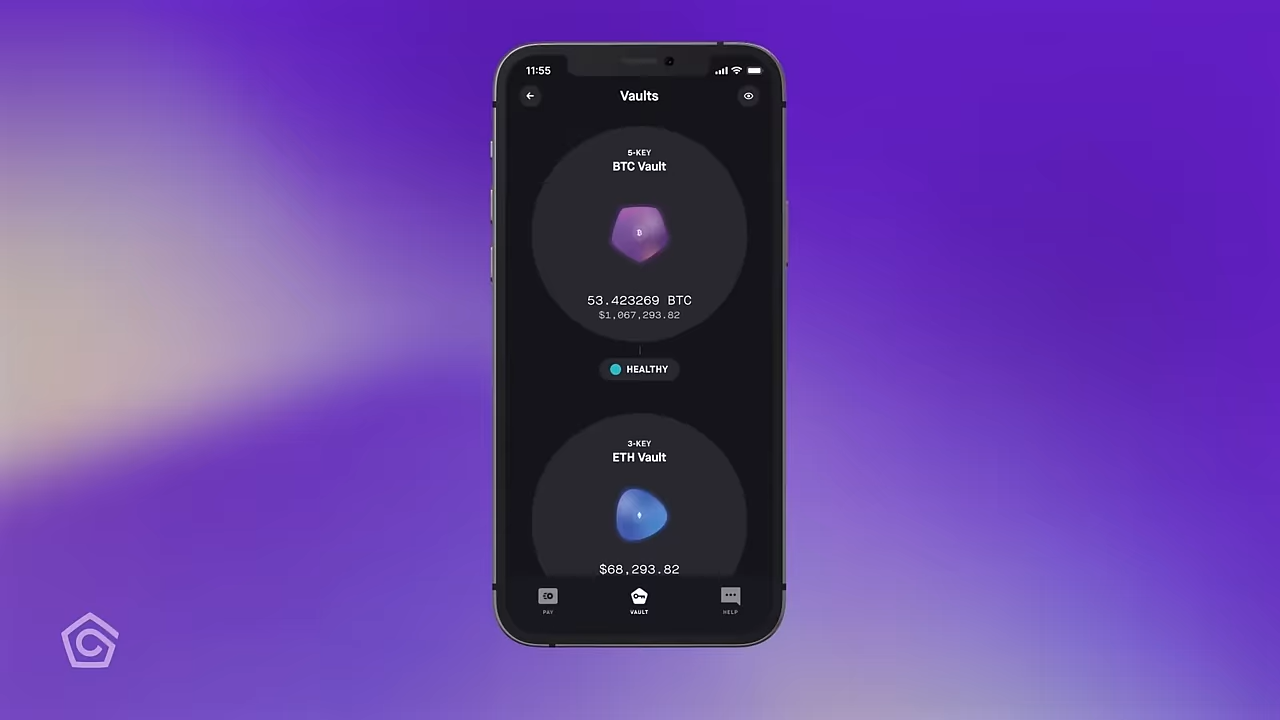 11:55
Vaults
5-KEY
BTC Vault
53.423269 BTC
$1,067,293.82
HEALTHY
3-KEY
ETH Vault
$68,293.82
PAY
VAULT
HELP